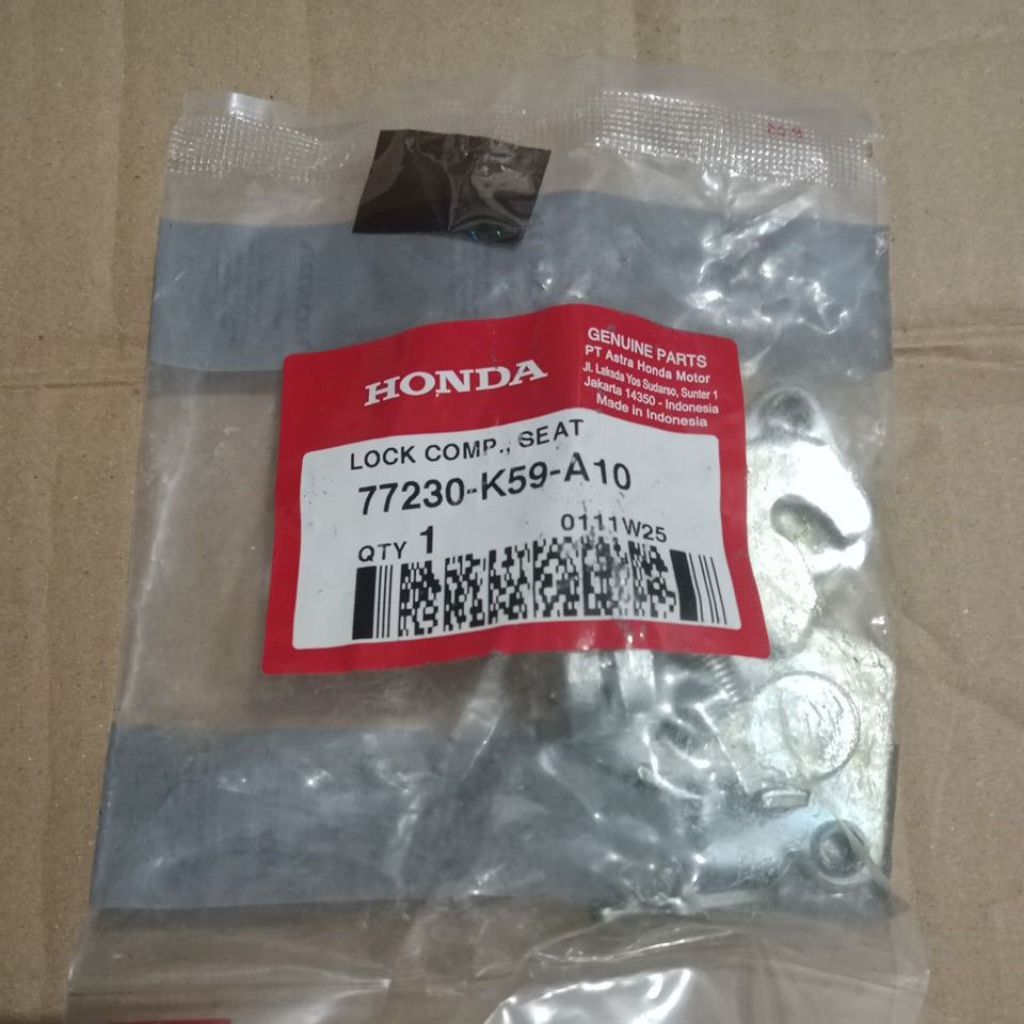 HONDA
GENUINE PARTS
PT Astra Honda Motor
Jl. Laksda Yos Sudarso, Sunter 1
Jakarta 14350 - Indonesia
Made in Indonesia
LOCK COMP., SEAT
77230-K59-A10
QTY 1
0111W25